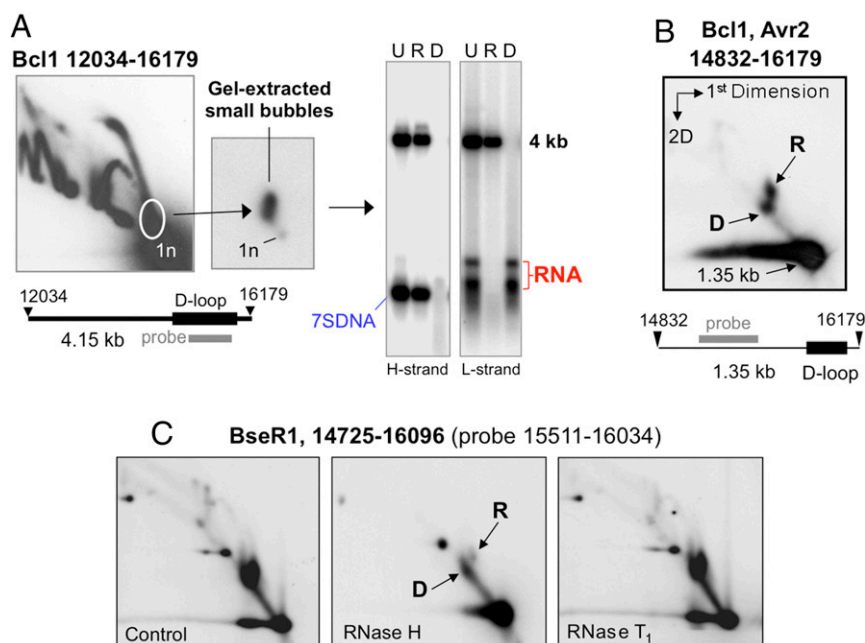 A
Bcl1 12034-16179
Gel-extracted
small bubbles
1n
1n
12034
16179
D-loop
4.15 kb
probe
U R D
U R D
4 kb
RNA
7SDNA
H-strand
L-strand
B
Bcl1, Avr2
14832-16179
1st Dimension
2D
R
D
1.35 kb
14832
probe
16179
1.35 kb
D-loop
C
BseR1, 14725-16096 (probe 15511-16034)
Control
R
D
RNase H
RNase T1